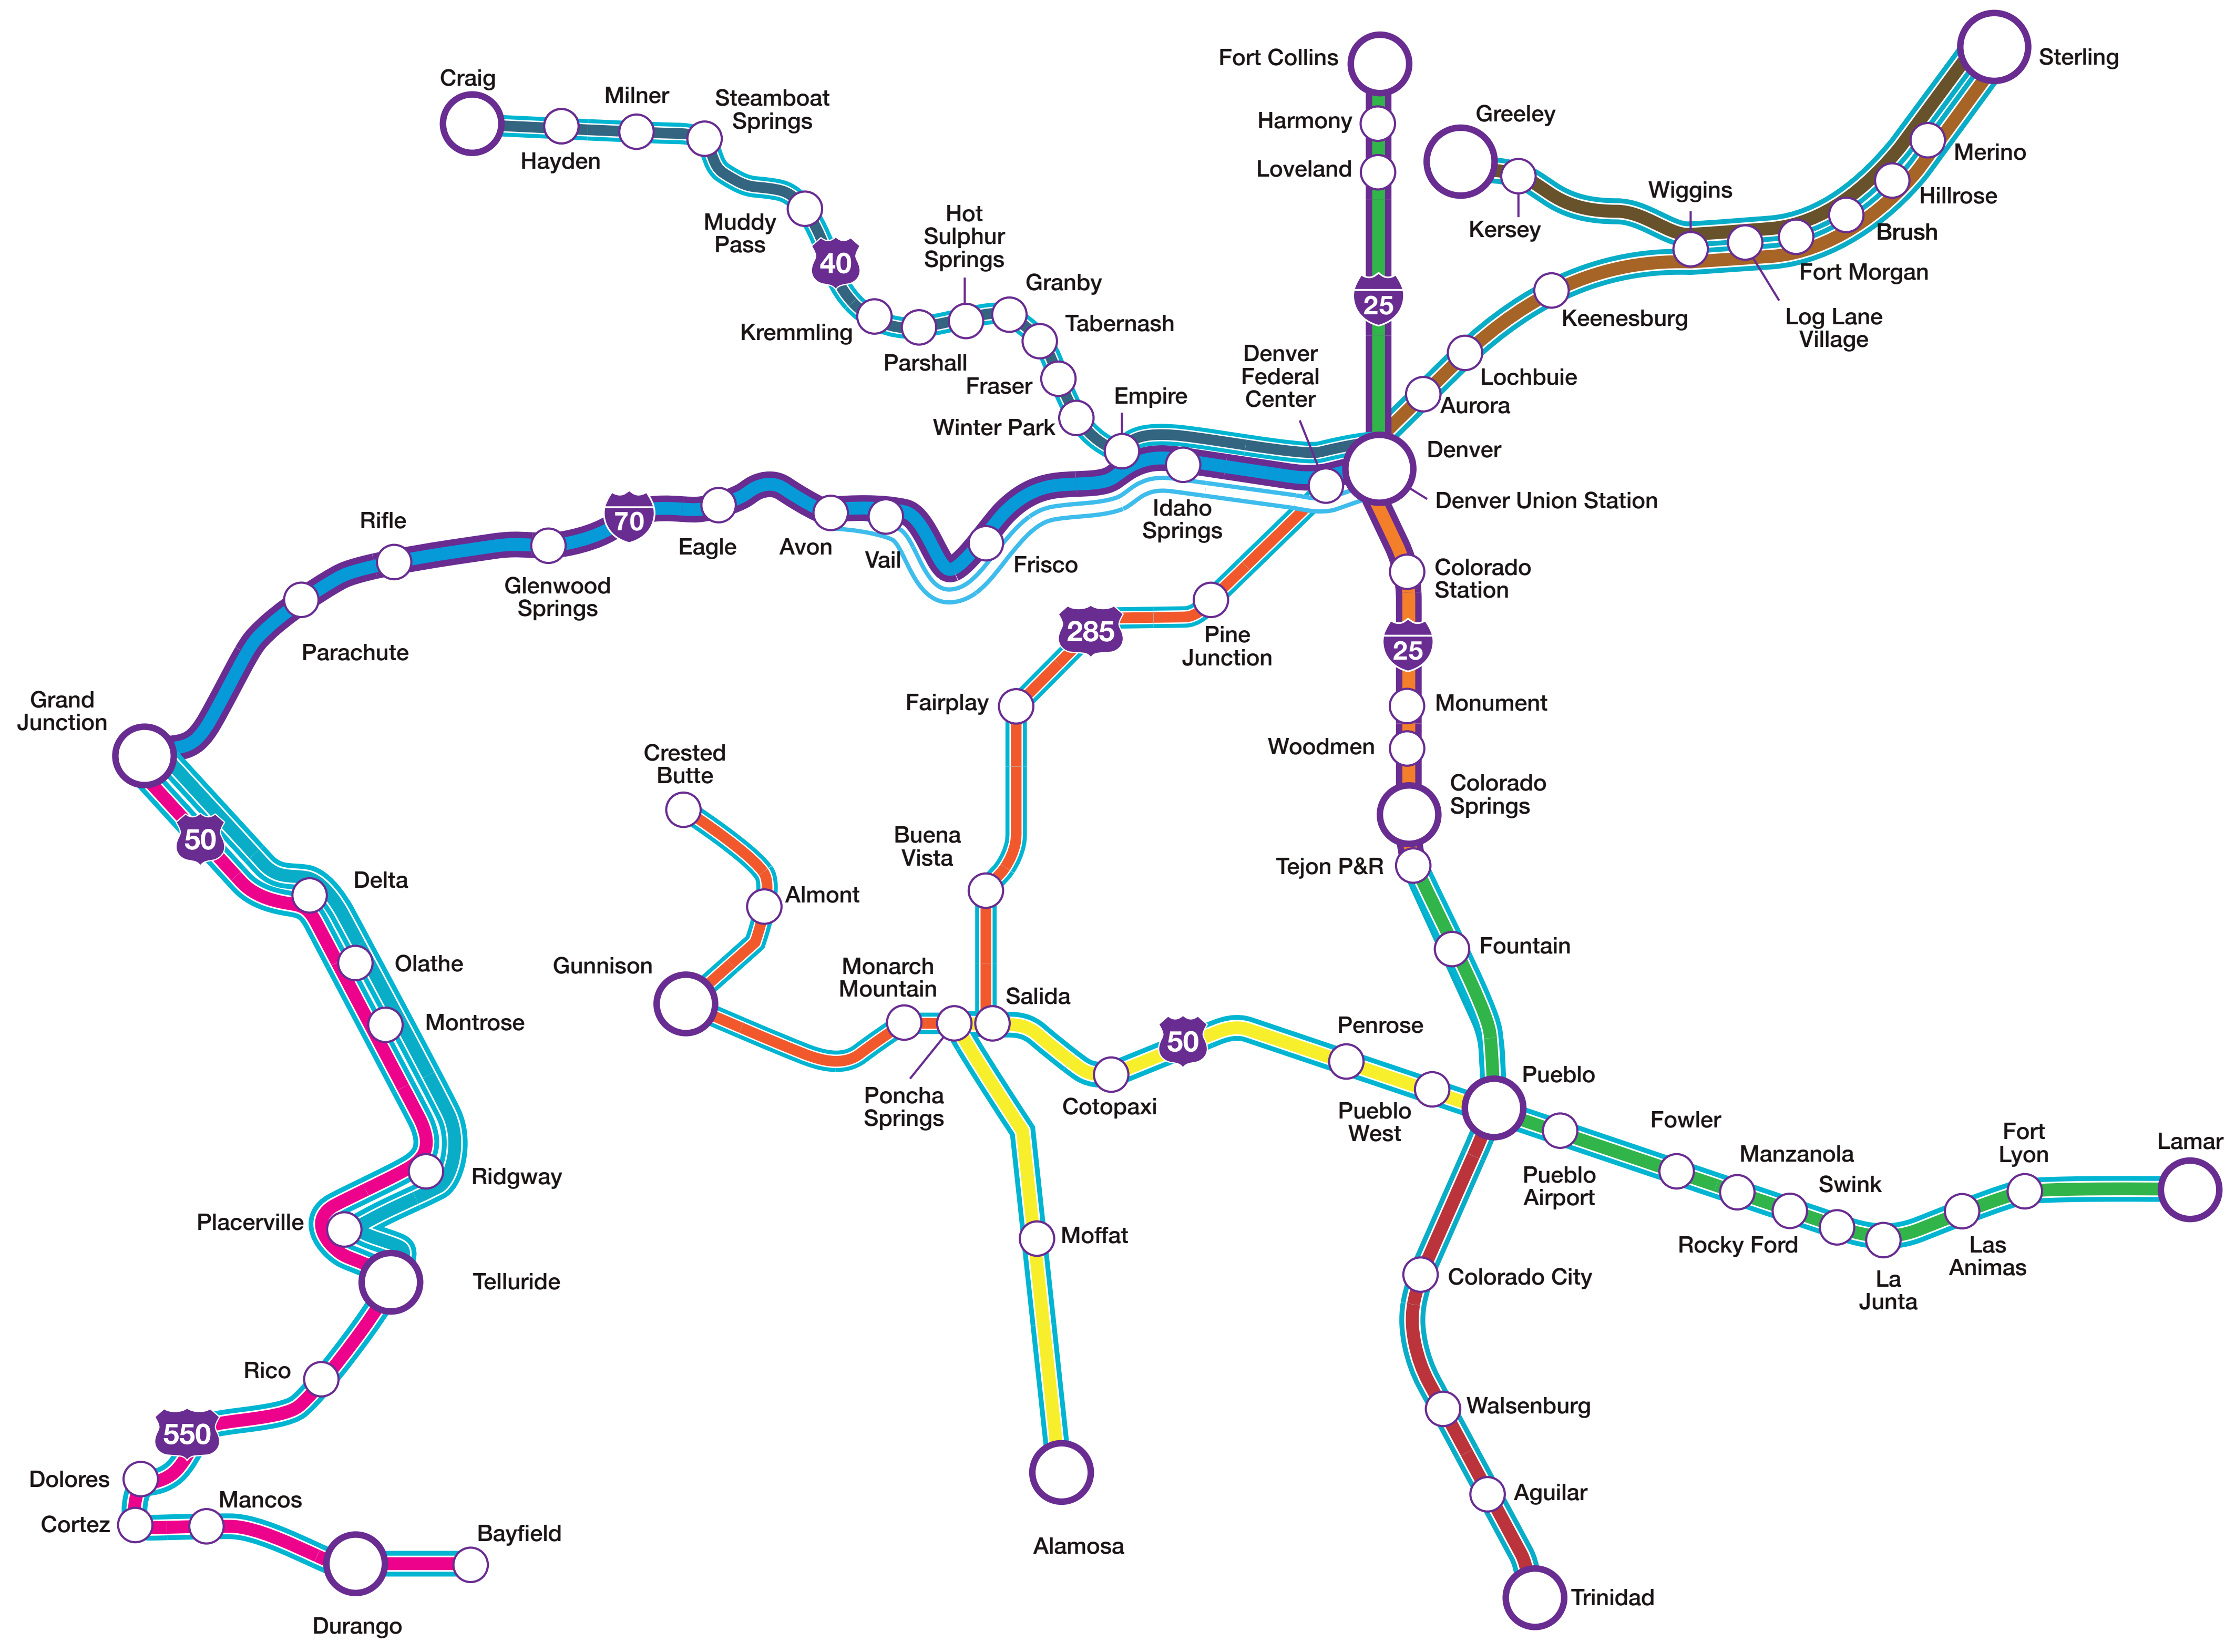 Fort Collins
Sterling
Craig
Milner
Steamboat
Springs
Hayden
Harmony
Greeley
Loveland
Merino
Wiggins
Hillrose
Kersey
Brush
Muddy
Pass
Hot
Sulphur
Springs
40
Fort Morgan
Granby
25
Keenesburg
Log Lane
Village
Tabernash
Kremmling
Parshall
Denver
Federal
Center
Lochbuie
Fraser
Empire
Aurora
Winter Park
Denver
Denver Union Station
Idaho
Springs
Rifle
70
Eagle
Avon
Vail
Frisco
Glenwood
Springs
Colorado
Station
285
Pine
Junction
25
Parachute
Grand
Junction
Fairplay
Monument
Woodmen
Crested
Butte
Colorado
Springs
50
Buena
Vista
Tejon P&R
Delta
Almont
Fountain
Olathe
Gunnison
Monarch
Mountain
Salida
Montrose
50
Penrose
Poncha
Springs
Cotopaxi
Pueblo
West
Pueblo
Fowler
Pueblo
Airport
Manzanola
Swink
Fort
Lyon
Lamar
Ridgway
Placerville
Moffat
Rocky Ford
Las
Animas
La
Junta
Telluride
Colorado City
Rico
Walsenburg
550
Dolores
Mancos
Cortez
Aguilar
Bayfield
Alamosa
Durango
Trinidad